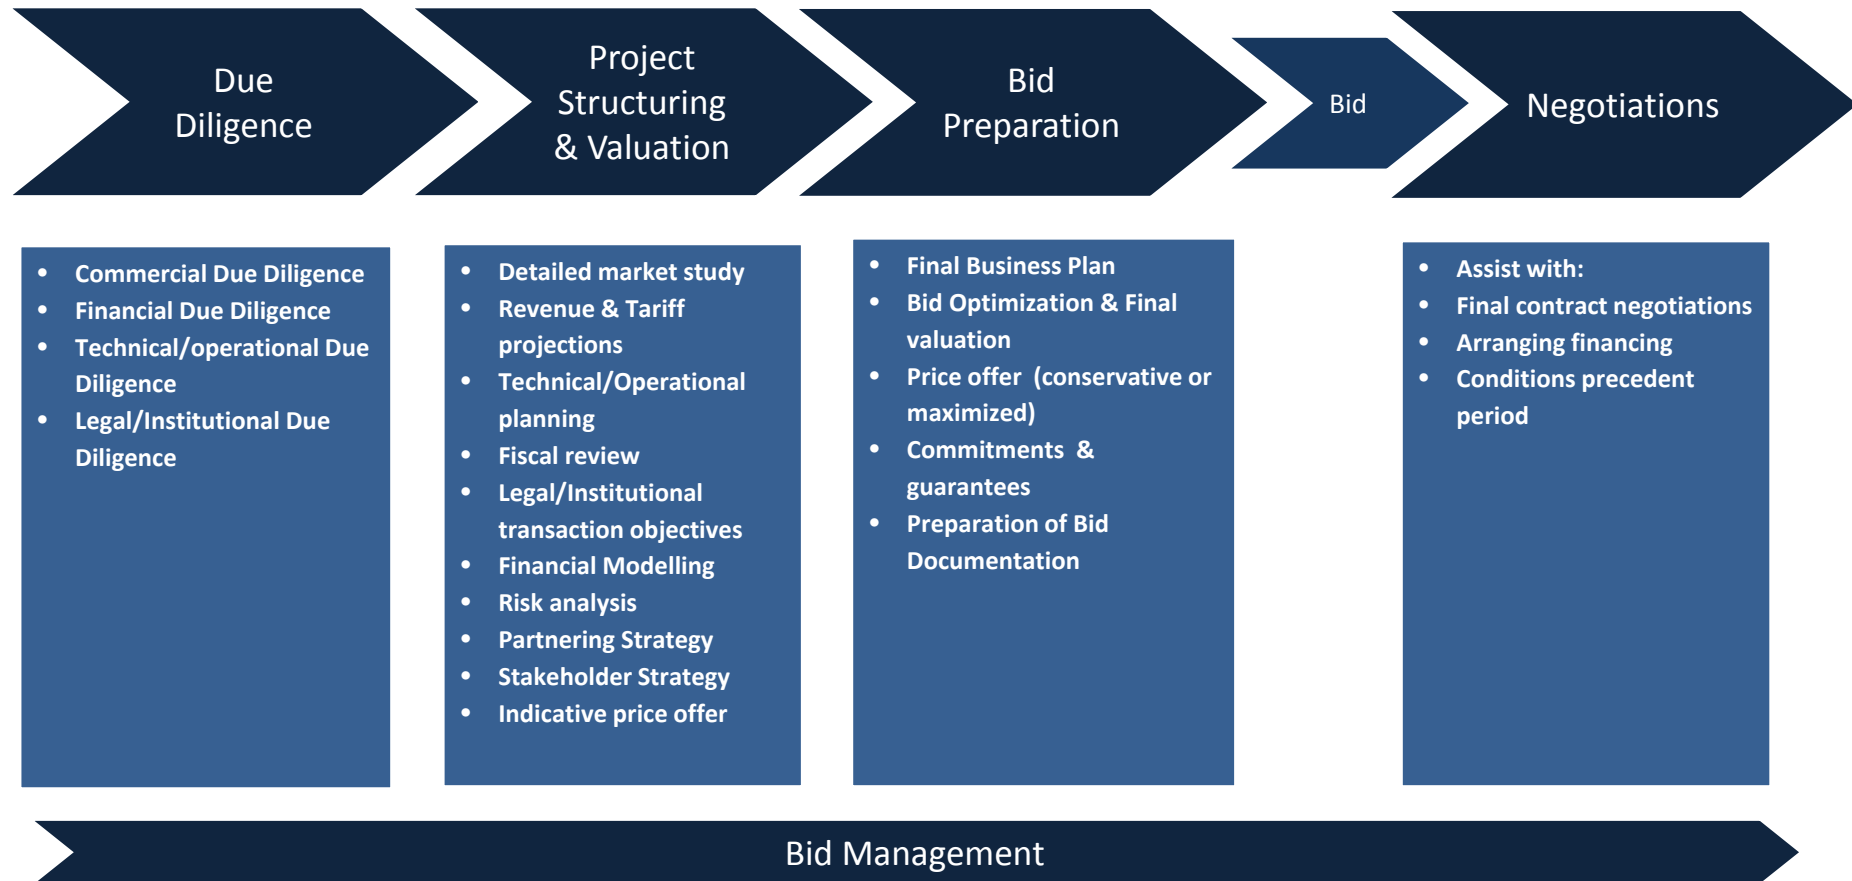 Due
Diligence
Project
Structuring
& Valuation
Bid
Preparation
Bid
Negotiations
• Commercial Due Diligence
• Financial Due Diligence
• Technical/operational Due
Diligence
• Legal/Institutional Due
Diligence
• Detailed market study
• Revenue & Tariff
projections
• Technical/Operational
planning
• Fiscal review
• Legal/Institutional
transaction objectives
• Financial Modelling
• Risk analysis
• Partnering Strategy
• Stakeholder Strategy
• Indicative price offer
• Final Business Plan
• Bid Optimization & Final
valuation
• Price offer (conservative or
maximized)
• Commitments &
guarantees
• Preparation of Bid
Documentation
• Assist with:
• Final contract negotiations
• Arranging financing
• Conditions precedent
period
Bid Management